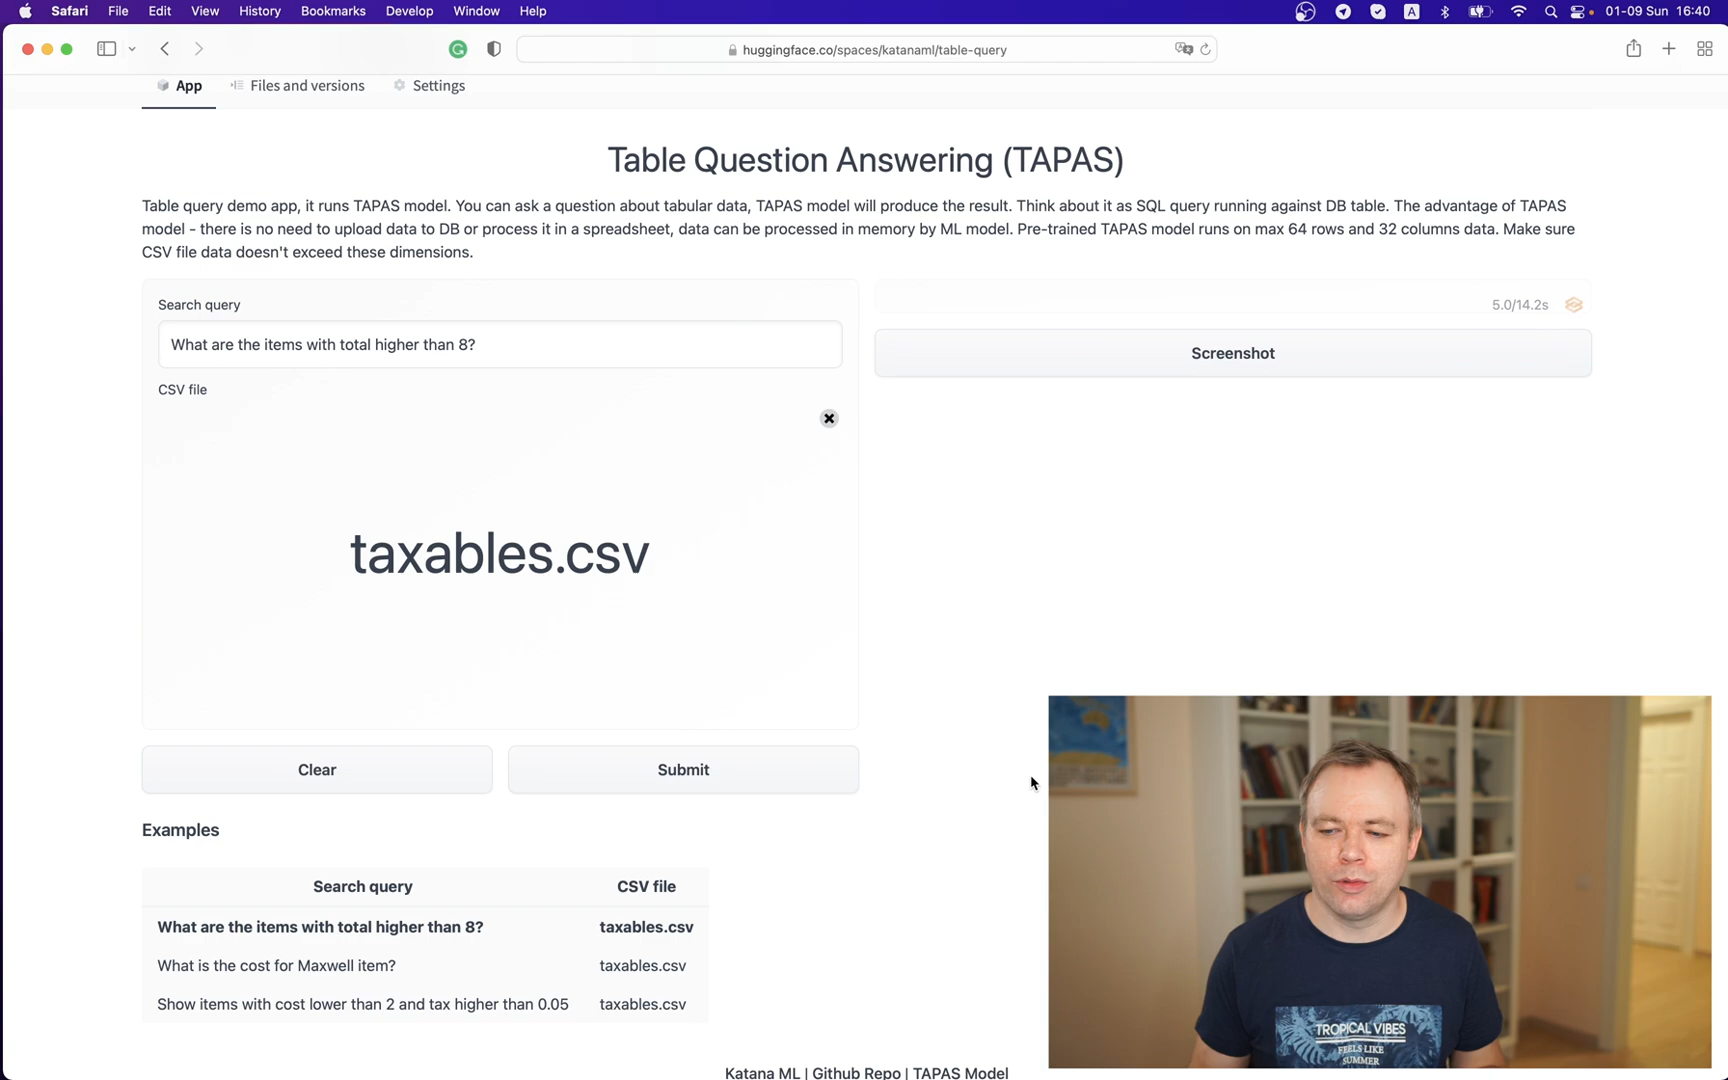 Safari File Edit View History Bookmarks Develop Window Help A 01-09 Sun 16:40
huggingface.co/spaces/katanaml/table-query
App Files and versions Settings
Table Question Answering (TAPAS)
Table query demo app, it runs TAPAS model. You can ask a question about tabular data, TAPAS model will produce the result. Think about it as SQL query running against DB table. The advantage of TAPAS
model - there is no need to upload data to DB or process it in a spreadsheet, data can be processed in memory by ML model. Pre-trained TAPAS model runs on max 64 rows and 32 columns data. Make sure
CSV file data doesn't exceed these dimensions.
Search query
What are the items with total higher than 8?
CSV file
taxables.csv
Clear Submit
5.0/14.2s
Screenshot
Examples
Search query CSV file
What are the items with total higher than 8? taxables.csv
What is the cost for Maxwell item? taxables.csv
Show items with cost lower than 2 and tax higher than 0.05 taxables.csv
Katana ML | Github Repo | TAPAS Model
TROPICAL VIBES
FEELS LIKE
SUMMER